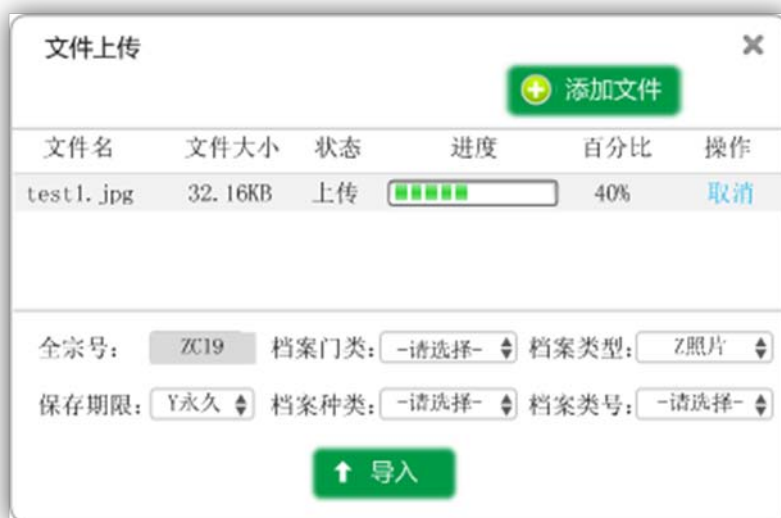 文件上传
添加文件
文件名 文件大小 状态 进度 百分比 操作
test1.jpg 32.16KB 上传 40% 取消
全宗号: ZC19 档案门类: -请选择- 档案类型: Z照片
保存期限: Y永久 档案种类: -请选择- 档案类号: -请选择-
导入